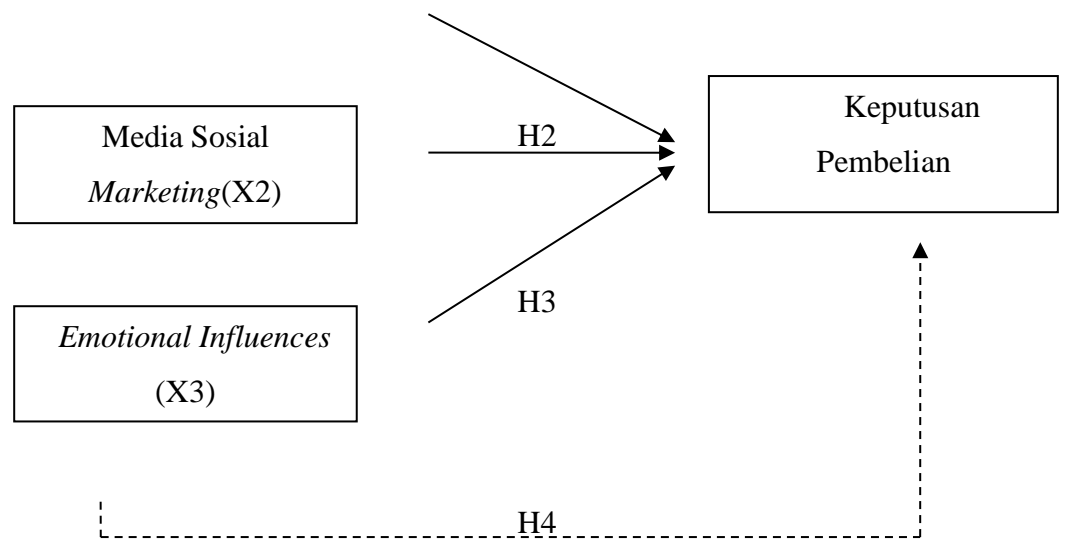 Media Sosial
Marketing(X2)
Emotional Influences
(X3)
H2
H3
H4
Keputusan
Pembelian